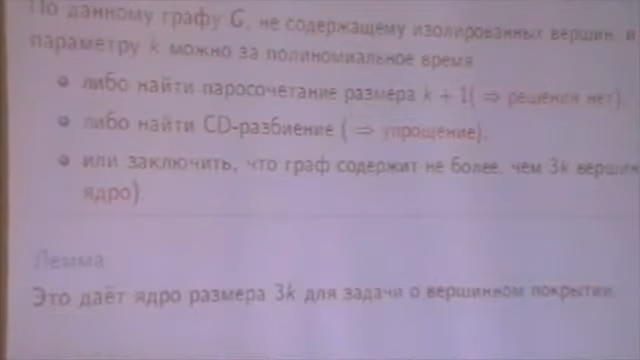 По данному графу G, не содержащему изолированных вершин, и
параметру k можно за полиномиальное время
• либо найти паросочетание размера k + 1( ⇒ решения нет),
• либо найти CD-разбиение ( ⇒ упрощение),
• или заключить, что граф содержит не более, чем 3k вершин
ядро).
Лемма
Это даёт ядро размера 3k для задачи о вершинном покрытии.